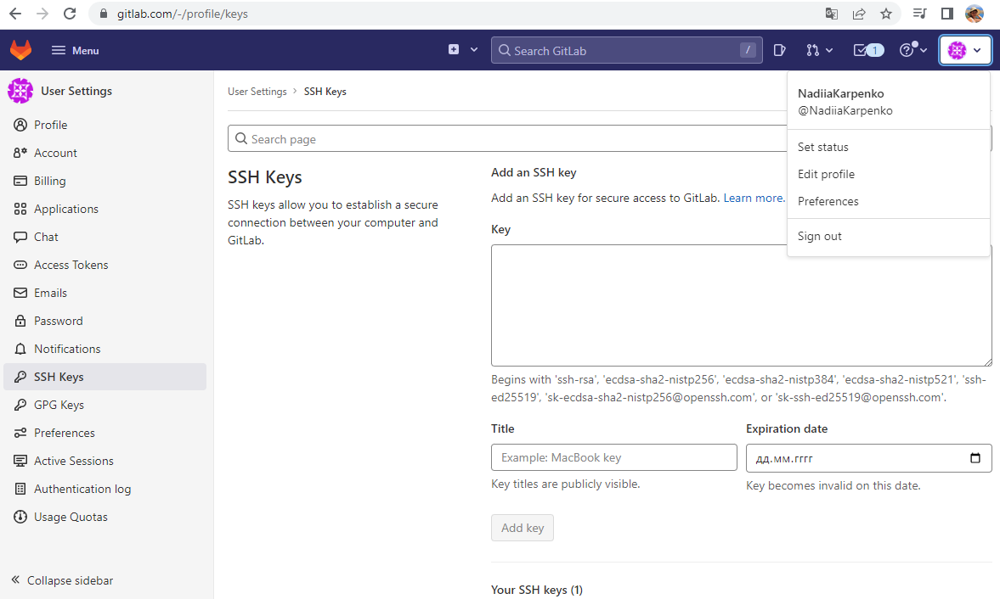 gitlab.com/-/profile/keys
Menu
Search GitLab
/
1
User Settings
Profile
Account
Billing
Applications
Chat
Access Tokens
Emails
Password
Notifications
SSH Keys
GPG Keys
Preferences
Active Sessions
Authentication log
Usage Quotas
Collapse sidebar
User Settings > SSH Keys
Search page
SSH Keys
SSH keys allow you to establish a secure
connection between your computer and
GitLab.
Add an SSH key
Add an SSH key for secure access to GitLab. Learn more.
Key
Begins with 'ssh-rsa', 'ecdsa-sha2-nistp256', 'ecdsa-sha2-nistp384', 'ecdsa-sha2-nistp521', 'ssh-
ed25519', 'sk-ecdsa-sha2-nistp256@openssh.com', or 'sk-ssh-ed25519@openssh.com'.
Title
Example: MacBook key
Key titles are publicly visible.
Expiration date
дд.мм.гггг
Key becomes invalid on this date.
Add key
Your SSH keys (1)
NadiiaKarpenko
@NadiiaKarpenko
Set status
Edit profile
Preferences
Sign out